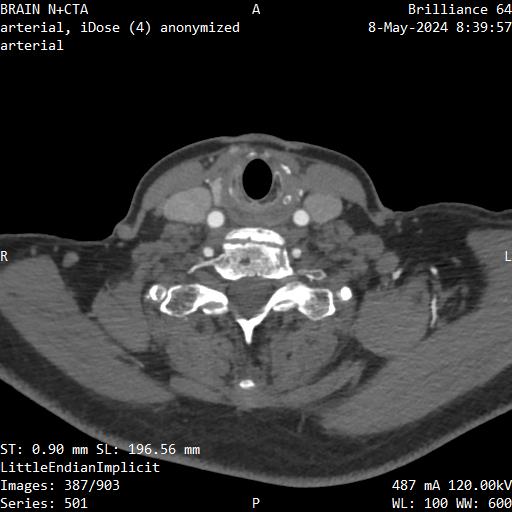 BRAIN N+CTA
A
Brilliance 64
arterial, iDose (4) anonymized
8-May-2024 8:39:57
arterial
R
L
ST: 0.90 mm SL: 196.56 mm
LittleEndianImplicit
Images: 387/903
487 mA 120.00kV
Series: 501
P
WL: 100 WW: 600